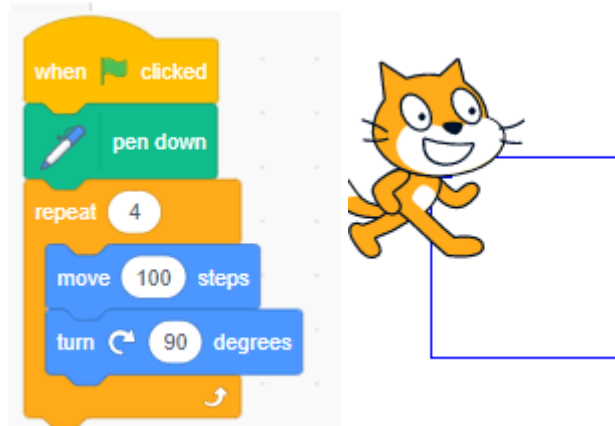 when clicked
pen down
repeat 4
move 100 steps
turn 90 degrees